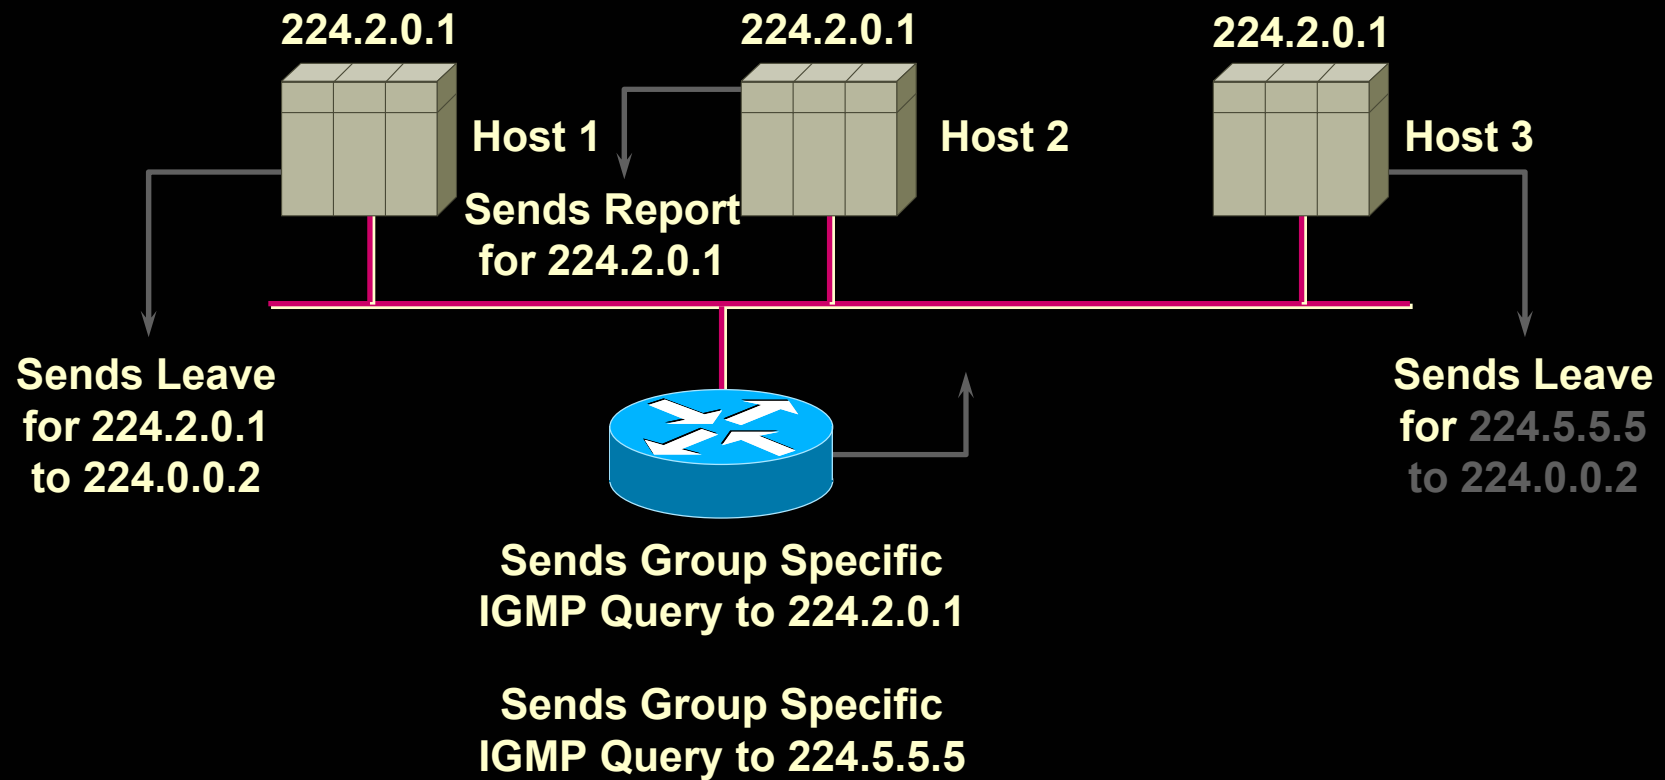 224.2.0.1
224.2.0.1
224.2.0.1
Host 1
Host 2
Host 3
Sends Report
for 224.2.0.1
Sends Leave
for 224.2.0.1
to 224.0.0.2
Sends Leave
for 224.5.5.5
to 224.0.0.2
Sends Group Specific
IGMP Query to 224.2.0.1
Sends Group Specific
IGMP Query to 224.5.5.5